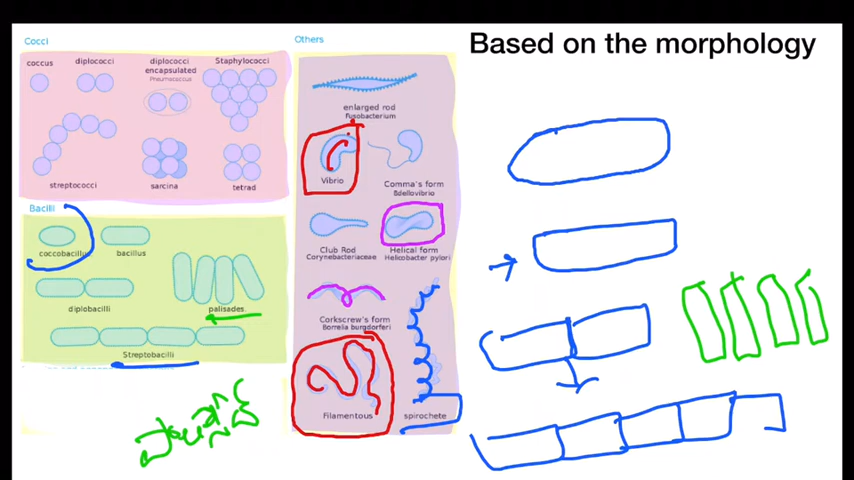 Based on the morphology
Cocci
coccus
diplococci
diplococci
encapsulated
Pneumococcus
Staphylococci
streptococci
sarcina
tetrad
Bacilli
coccobacillus
bacillus
diplobacilli
palisades
Streptobacilli
Others
enlarged rod
Fusobacterium
Vibrio
Comma's form
Bdellovibrio
Club Rod
Corynebacteriaceae
Helical form
Helicobacter pylori
Corkscrew's form
Borrelia burgdorferi
Filamentous
spirochete